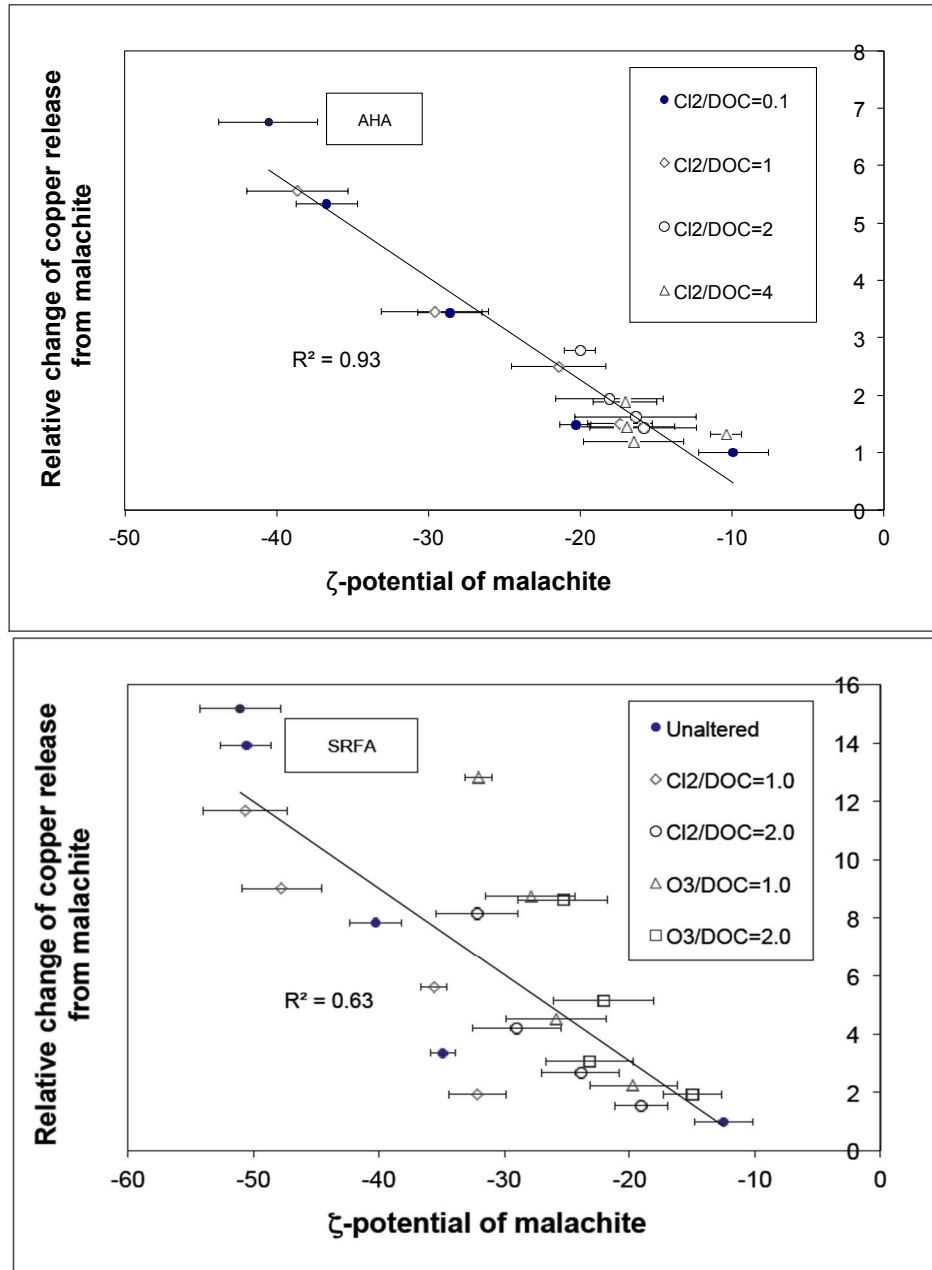 8
7
6
5
4
3
2
1
0
Relative change of copper release
from malachite
AHA
Cl2/DOC=0.1
Cl2/DOC=1
Cl2/DOC=2
Cl2/DOC=4
R² = 0.93
-50 -40 -30 -20 -10 0
ζ-potential of malachite
16
14
12
10
8
6
4
2
0
Relative change of copper release
from malachite
SRFA
Unaltered
Cl2/DOC=1.0
Cl2/DOC=2.0
O3/DOC=1.0
O3/DOC=2.0
R² = 0.63
-60 -50 -40 -30 -20 -10 0
ζ-potential of malachite